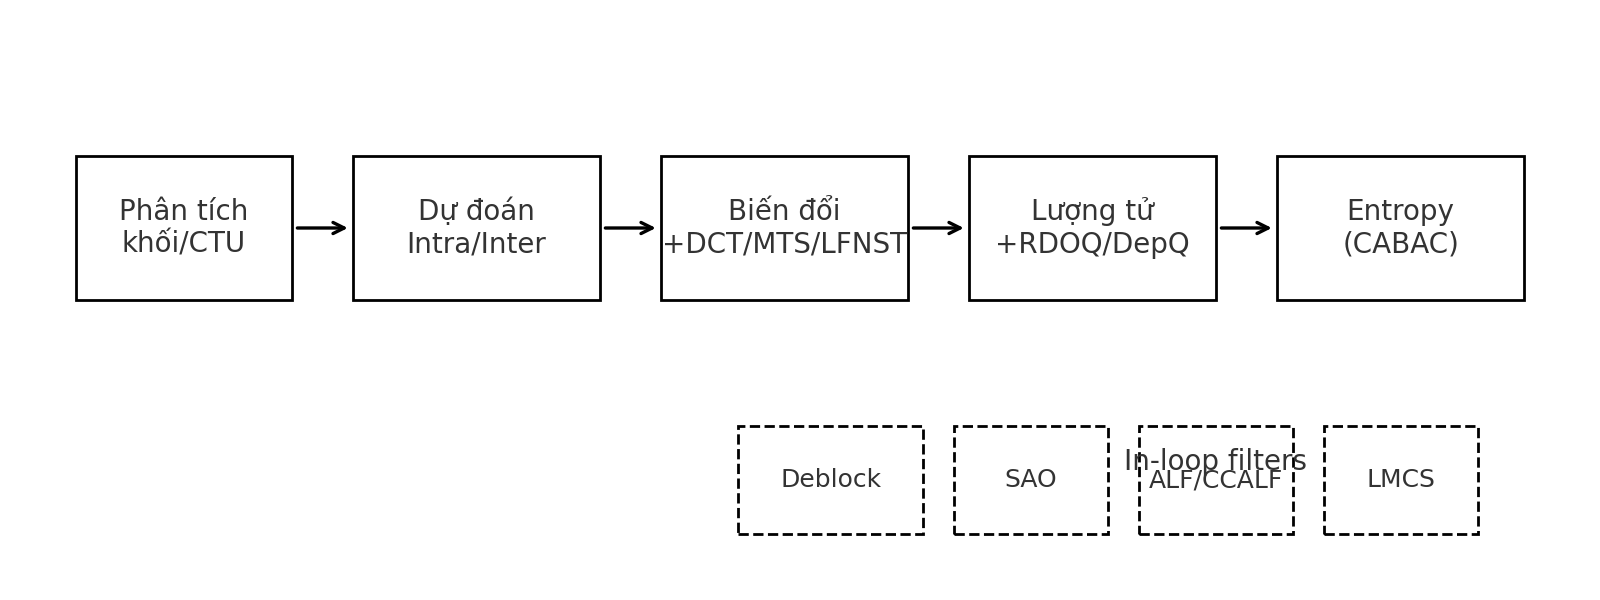 Phân tích
khối/CTU
Dự đoán
Intra/Inter
Biến đổi
+DCT/MTS/LFNST
Lượng tử
+RDOQ/DepQ
Entropy
(CABAC)
In-loop filters
Deblock
SAO
ALF/CCALF
LMCS